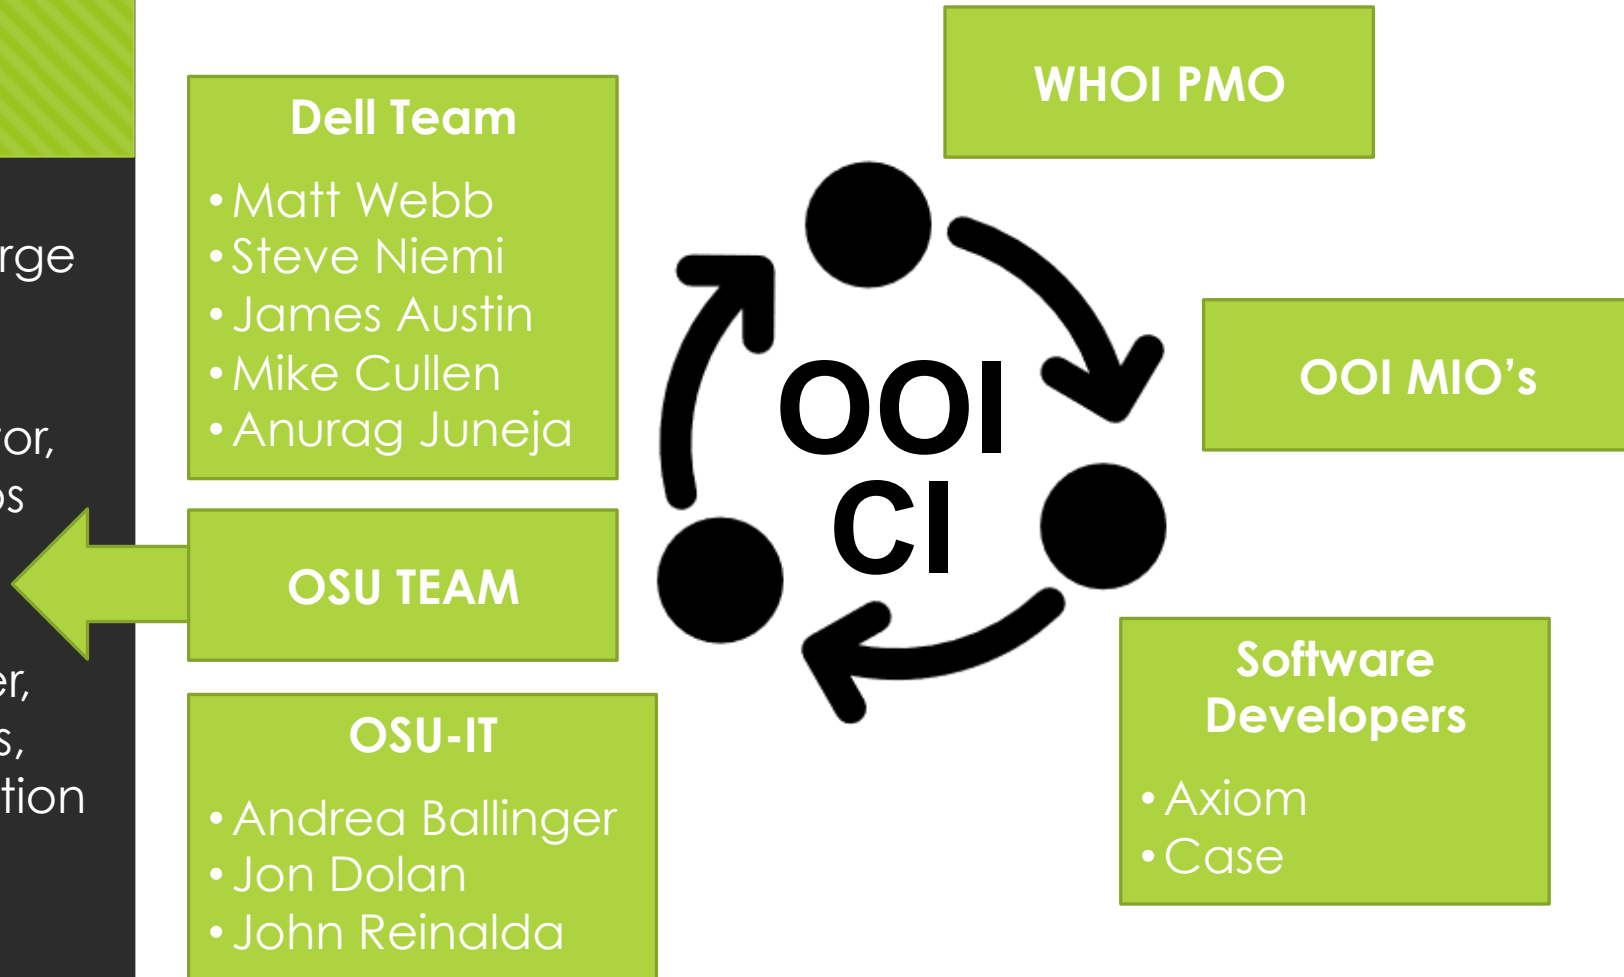 WHOI PMO
Dell Team
• Matt Webb
• Steve Niemi
• James Austin
• Mike Cullen
• Anurag Juneja
OOI
CI
OOI MIO’s
OSU TEAM
OSU-IT
• Andrea Ballinger
• Jon Dolan
• John Reinalda
Software
Developers
• Axiom
• Case